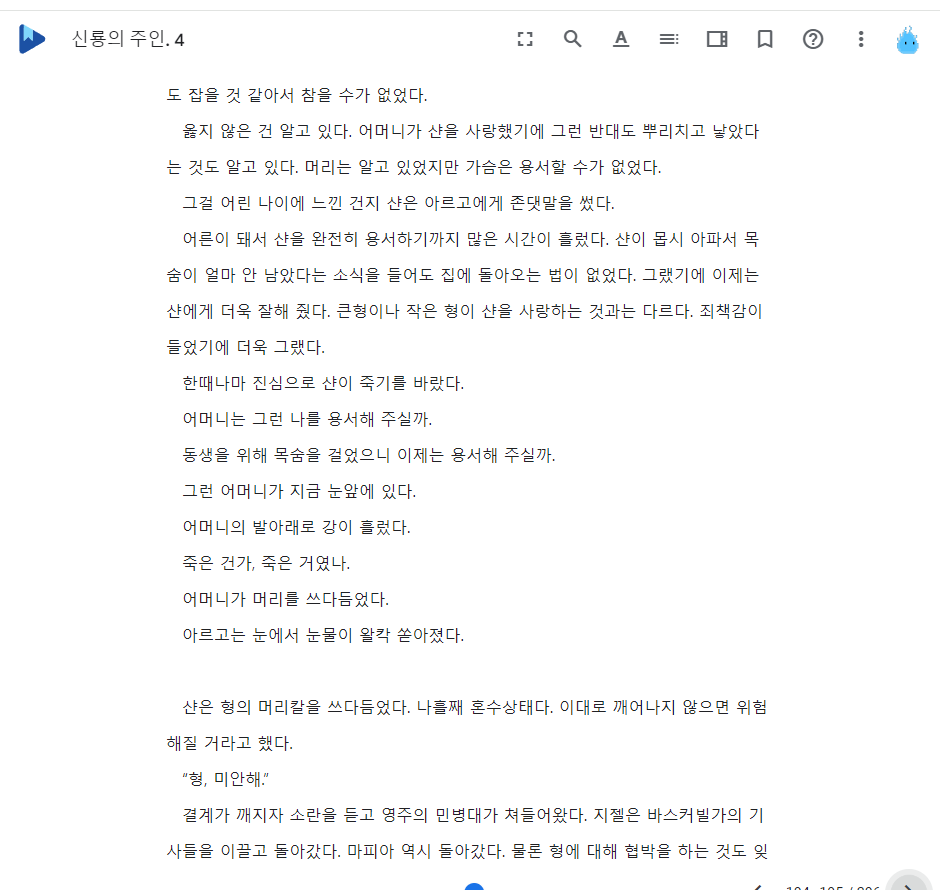 신룡의 주인. 4
도 잡을 것 같아서 참을 수가 없었다.
옳지 않은 건 알고 있다. 어머니가 샨을 사랑했기에 그런 반대도 뿌리치고 낳았다
는 것도 알고 있다. 머리는 알고 있었지만 가슴은 용서할 수가 없었다.
그걸 어린 나이에 느낀 건지 샨은 아르고에게 존댓말을 썼다.
어른이 돼서 샨을 완전히 용서하기까지 많은 시간이 흘렀다. 샨이 몹시 아파서 목
숨이 얼마 안 남았다는 소식을 들어도 집에 돌아오는 법이 없었다. 그랬기에 이제는
샨에게 더욱 잘해 줬다. 큰형이나 작은 형이 샨을 사랑하는 것과는 다르다. 죄책감이
들었기에 더욱 그랬다.
한때나마 진심으로 샨이 죽기를 바랐다.
어머니는 그런 나를 용서해 주실까.
동생을 위해 목숨을 걸었으니 이제는 용서해 주실까.
그런 어머니가 지금 눈앞에 있다.
어머니의 발아래로 강이 흘렀다.
죽은 건가, 죽은 거였나.
어머니가 머리를 쓰다듬었다.
아르고는 눈에서 눈물이 왈칵 쏟아졌다.
샨은 형의 머리칼을 쓰다듬었다. 나흘째 혼수상태다. 이대로 깨어나지 않으면 위험
해질 거라고 했다.
“형, 미안해.”
결계가 깨지자 소란을 듣고 영주의 민병대가 쳐들어왔다. 지젤은 바스커빌가의 기
사들을 이끌고 돌아갔다. 마피아 역시 돌아갔다. 물론 형에 대해 협박을 하는 것도 잊